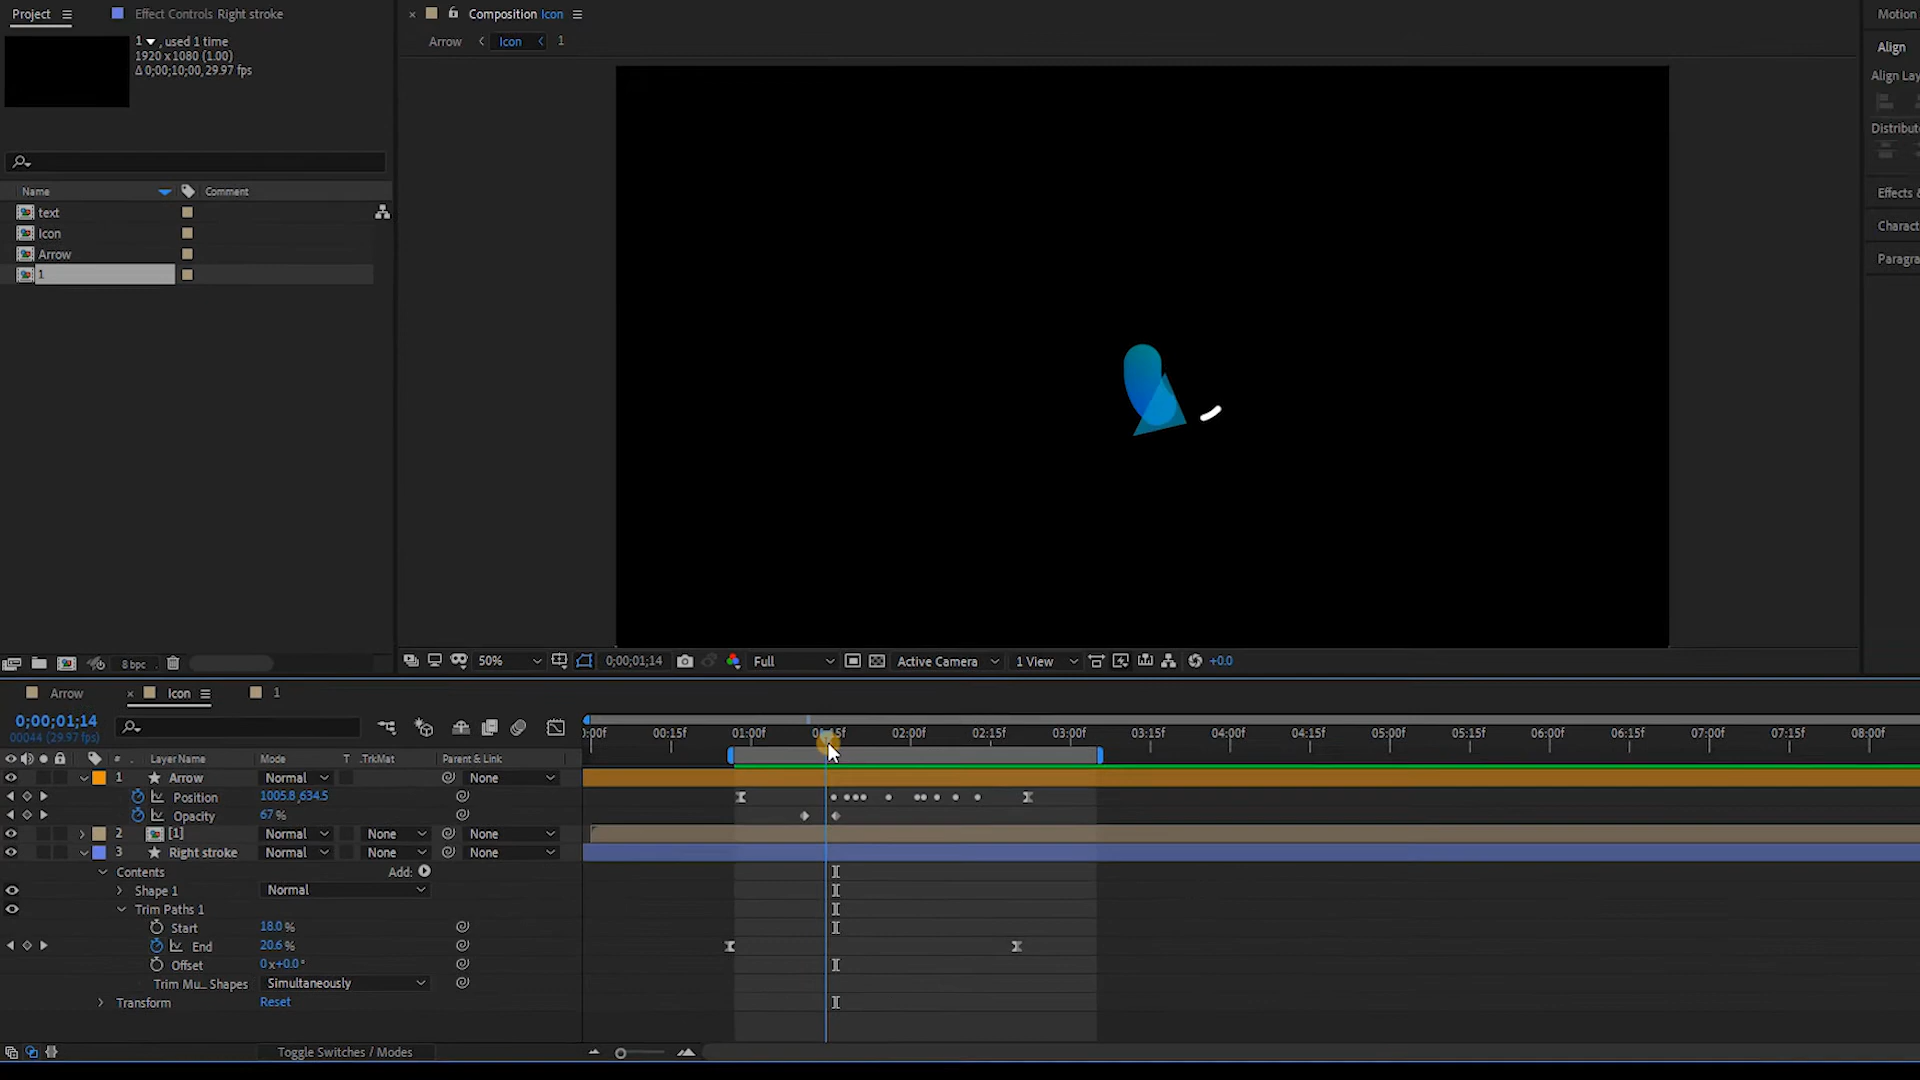 Project
Effect Controls Right stroke
1 , used 1 time
1920 x 1080 (1.00)
Δ 0;00;10;00, 29.97 fps
Name
Comment
text
Icon
Arrow
1
8 bpc
Composition Icon
Arrow
Icon
1
50%
0;00;01;14
Full
Active Camera
1 View
+0.0
Motion
Align
Align Lay
Distribut
Effects &
Charact
Paragra
Arrow
Icon
1
0;00;01;14
00044 (29.97 fps)
0:00f 00:15f 01:00f 01:15f 02:00f 02:15f 03:00f 03:15f 04:00f 04:15f 05:00f 05:15f 06:00f 06:15f 07:00f 07:15f 08:00f
# . Layer Name Mode T .TrkMat Parent & Link
1 Arrow Normal None
Position 1005.8,634.5
Opacity 67 %
2 [1] Normal None None
3 Right stroke Normal None None
Contents Add:
Shape 1 Normal
Trim Paths 1
Start 18.0 %
End 20.6 %
Offset 0 x+0.0 °
Trim Mu... Shapes Simultaneously
Transform Reset
Toggle Switches / Modes